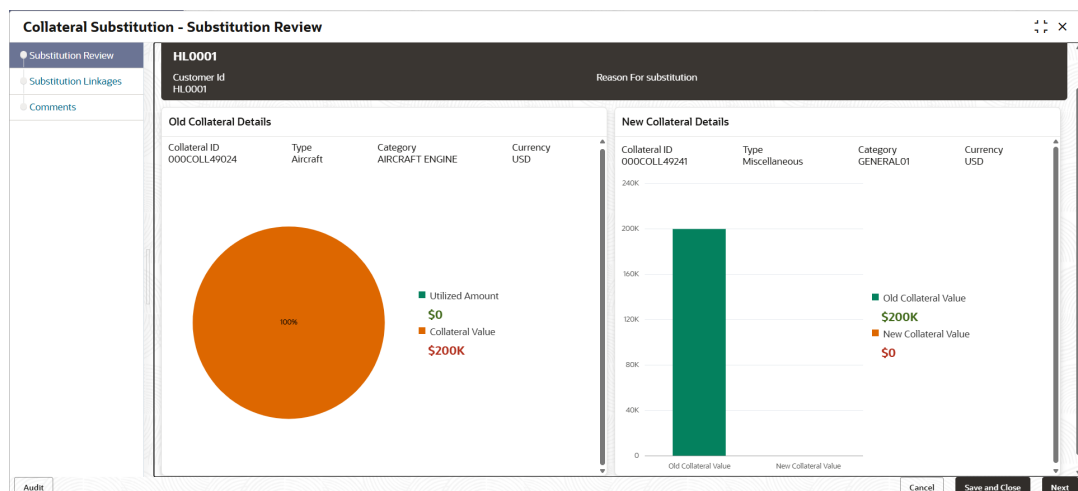 Collateral Substitution - Substitution Review
Substitution Review
Substitution Linkages
Comments
HL0001
Customer Id
HL0001
Reason For substitution
Old Collateral Details
Collateral ID Type Category Currency
000COLL49024 Aircraft AIRCRAFT ENGINE USD
100%
Utilized Amount
$0
Collateral Value
$200K
New Collateral Details
Collateral ID Type Category Currency
000COLL49241 Miscellaneous GENERAL01 USD
240K
200K
160K
120K
80K
40K
0
Old Collateral Value New Collateral Value
Old Collateral Value
$200K
New Collateral Value
$0
Audit Cancel Save and Close Next